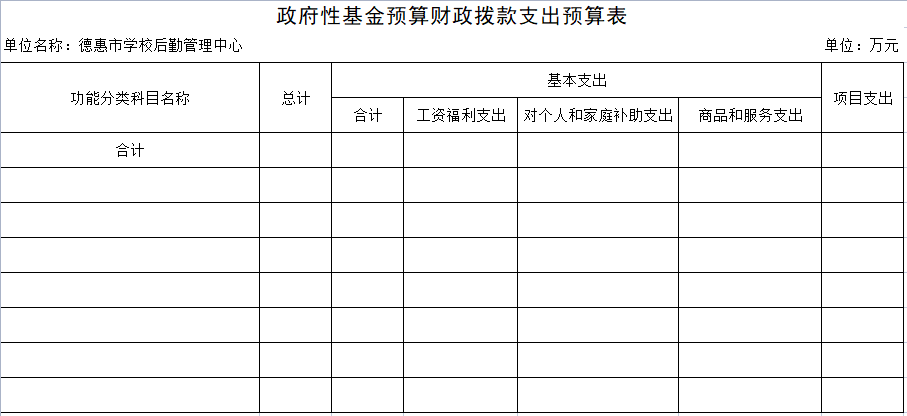 政府性基金预算财政拨款支出预算表
单位名称：德惠市学校后勤管理中心 单位：万元
功能分类科目名称 总计 基本支出 项目支出
合计 工资福利支出 对个人和家庭补助支出 商品和服务支出
合计